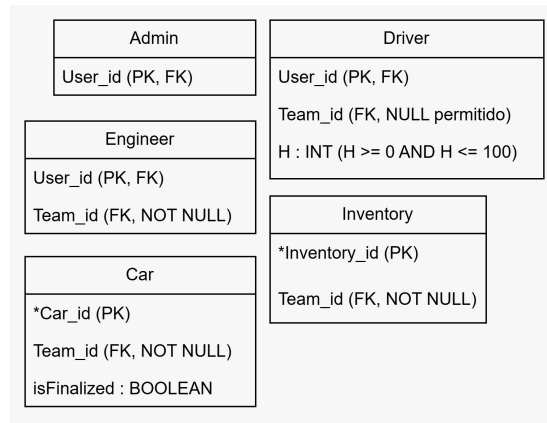 Admin
User_id (PK, FK)
Driver
User_id (PK, FK)
Team_id (FK, NULL permitido)
H : INT (H >= 0 AND H <= 100)
Engineer
User_id (PK, FK)
Team_id (FK, NOT NULL)
Inventory
*Inventory_id (PK)
Team_id (FK, NOT NULL)
Car
*Car_id (PK)
Team_id (FK, NOT NULL)
isFinalized : BOOLEAN